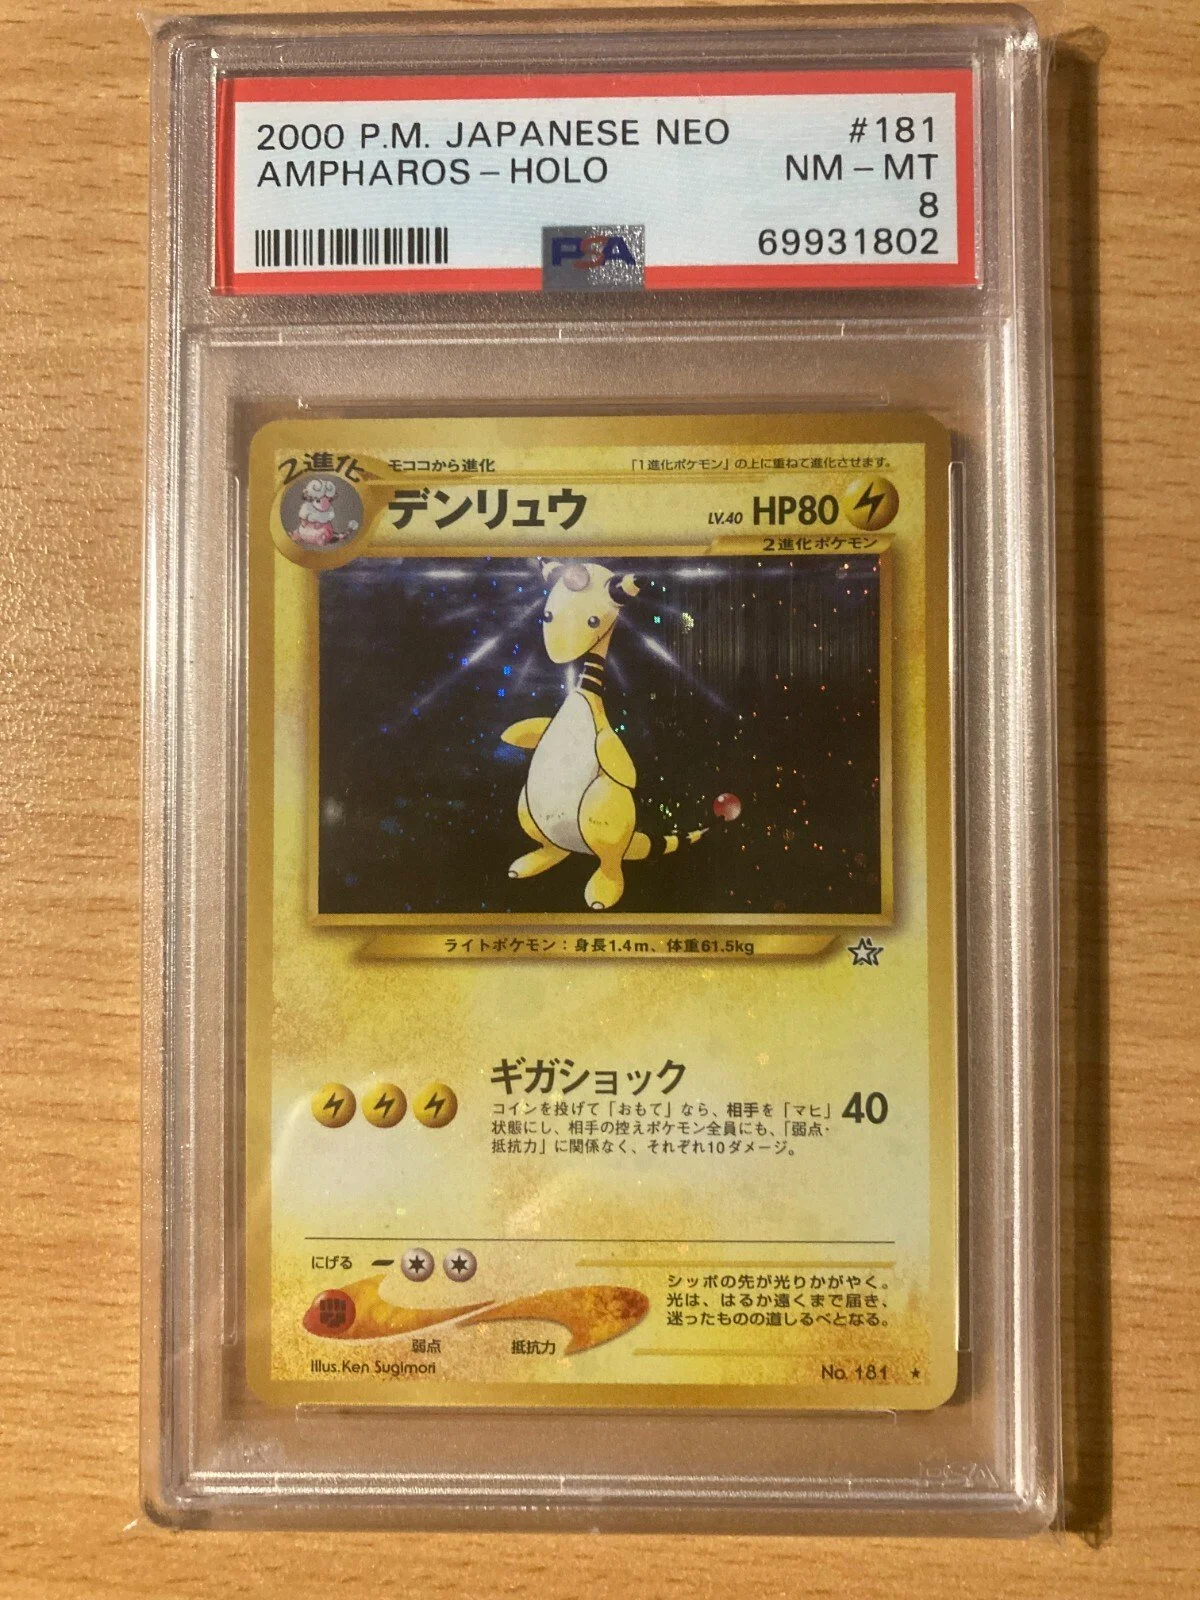 2000 P.M. JAPANESE NEO #181
AMPHAROS - HOLO NM - MT
8
PSA 69931802
2進化 モココから進化 「1進化ポケモン」の上に重ねて進化させます。
デンリュウ LV.40 HP80
2進化ポケモン
ライトポケモン：身長1.4m、体重61.5kg
ギガショック
コインを投げて「おもて」なら、相手を「マヒ」 40
状態にし、相手の控えポケモン全員にも、「弱点・
抵抗力」に関係なく、それぞれ10ダメージ。
にげる
シッポの先が光りかがやく。
光は、はるか遠くまで届き、
迷ったものの道しるべとなる。
弱点 抵抗力
Illus. Ken Sugimori No. 181
PSA